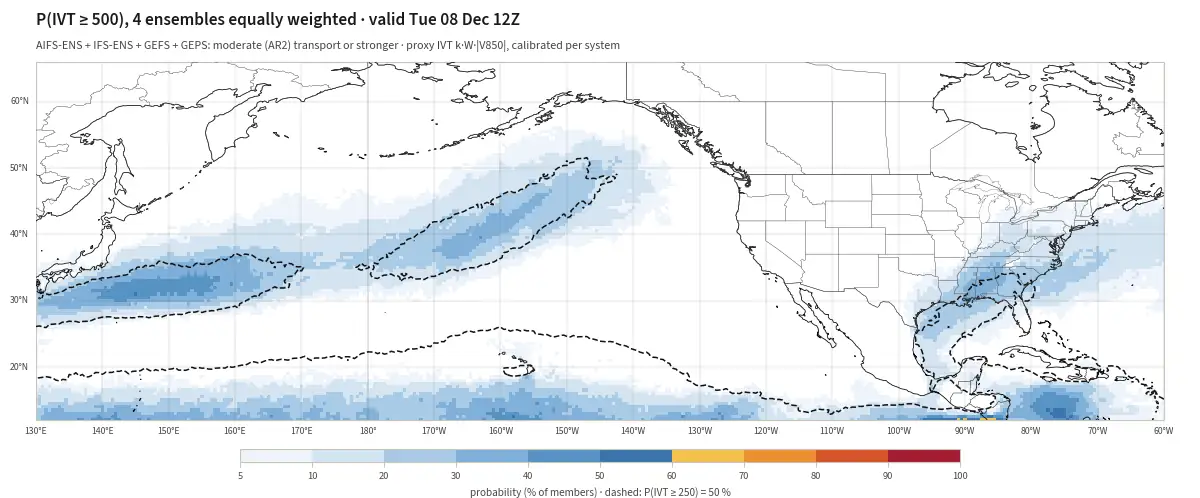 P(IVT ≥ 500), 4 ensembles equally weighted · valid Tue 08 Dec 12Z
AIFS-ENS + IFS-ENS + GEFS + GEPS: moderate (AR2) transport or stronger · proxy IVT k·W·|V850|, calibrated per system
60°N
50°N
40°N
30°N
20°N
130°E 140°E 150°E 160°E 170°E 180° 170°W 160°W 150°W 140°W 130°W 120°W 110°W 100°W 90°W 80°W 70°W 60°W
5 10 20 30 40 50 60 70 80 90 100
probability (% of members) · dashed: P(IVT ≥ 250) = 50 %